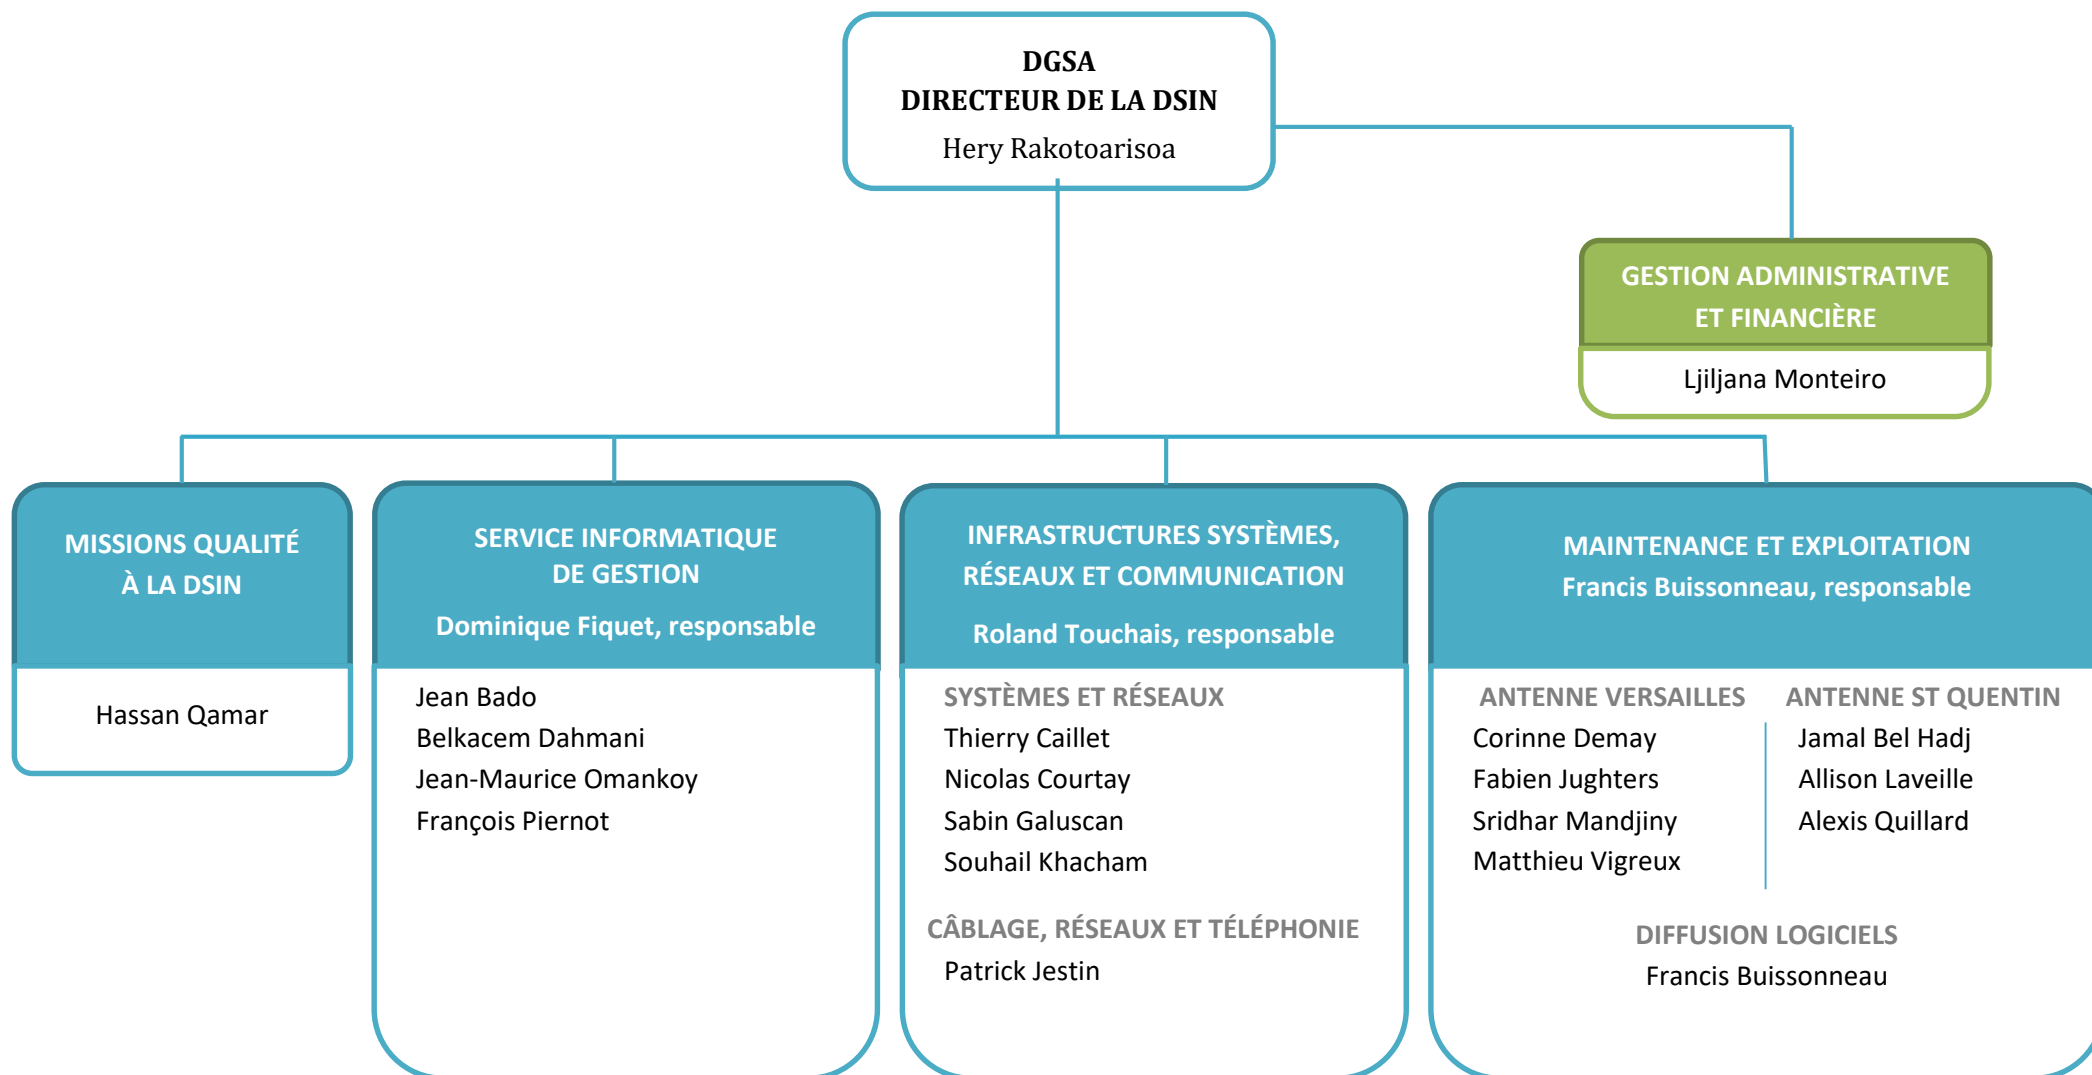 DGSA
DIRECTEUR DE LA DSIN
Hery Rakotoarisoa
GESTION ADMINISTRATIVE
ET FINANCIÈRE
Ljiljana Monteiro
MISSIONS QUALITÉ
À LA DSIN
Hassan Qamar
SERVICE INFORMATIQUE
DE GESTION
Dominique Fiquet, responsable
Jean Bado
Belkacem Dahmani
Jean-Maurice Omankoy
François Piernot
INFRASTRUCTURES SYSTÈMES,
RÉSEAUX ET COMMUNICATION
Roland Touchais, responsable
SYSTÈMES ET RÉSEAUX
Thierry Caillet
Nicolas Courtay
Sabin Galuscan
Souhail Khacham
CÂBLAGE, RÉSEAUX ET TÉLÉPHONIE
Patrick Jestin
MAINTENANCE ET EXPLOITATION
Francis Buissonneau, responsable
ANTENNE VERSAILLES
Corinne Demay
Fabien Jughters
Sridhar Mandjiny
Matthieu Vigreux
ANTENNE ST QUENTIN
Jamal Bel Hadj
Allison Laveille
Alexis Quillard
DIFFUSION LOGICIELS
Francis Buissonneau